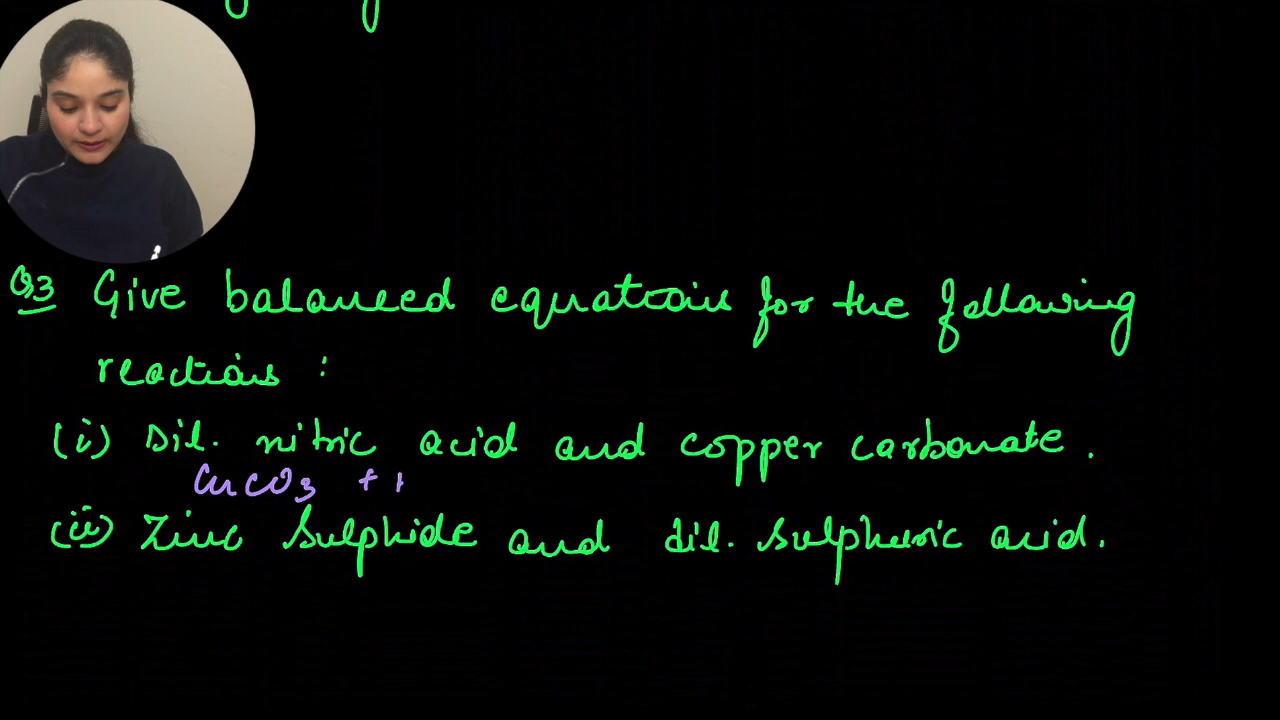 Q3 Give balanced equations for the following
reactions :
(i) Dil. nitric acid and copper carbonate.
CuCO3 +
(ii) Zinc Sulphide and dil. sulphuric acid.